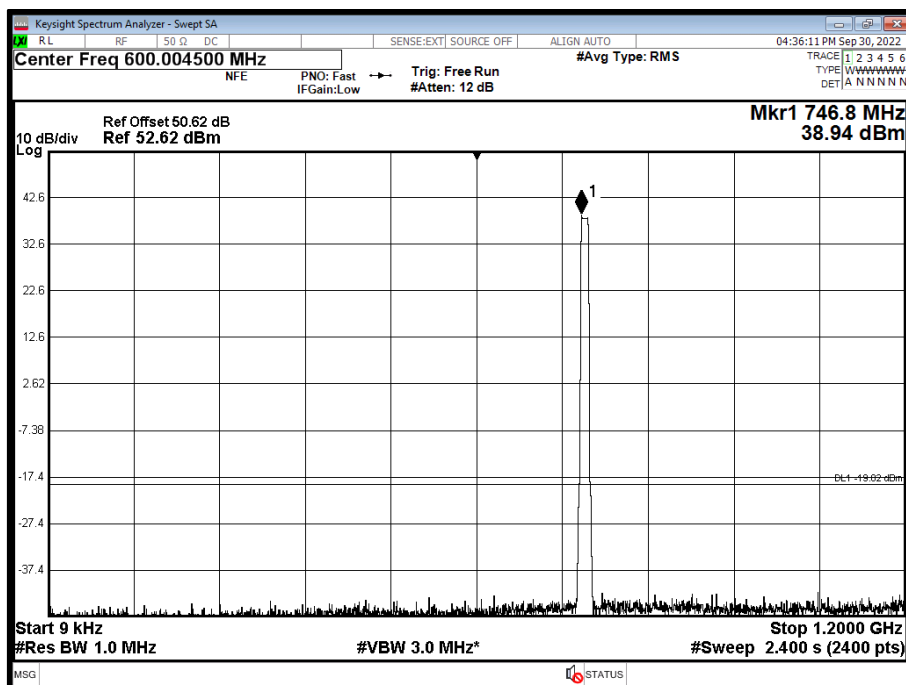 Keysight Spectrum Analyzer - Swept SA
LXI RL RF 50 Ω DC SENSE:EXT SOURCE OFF ALIGN AUTO 04:36:11 PM Sep 30, 2022
Center Freq 600.004500 MHz #Avg Type: RMS TRACE 1 2 3 4 5 6
NFE PNO: Fast Trig: Free Run TYPE WWWWWW
IFGain:Low #Atten: 12 dB DET A N N N N N
Mkr1 746.8 MHz
Ref Offset 50.62 dB
10 dB/div Ref 52.62 dBm 38.94 dBm
Log
1
42.6
32.6
22.6
12.6
2.62
-7.38
-17.4
DL1 -19.02 dBm
-27.4
-37.4
Start 9 kHz Stop 1.2000 GHz
#Res BW 1.0 MHz #VBW 3.0 MHz* #Sweep 2.400 s (2400 pts)
MSG STATUS